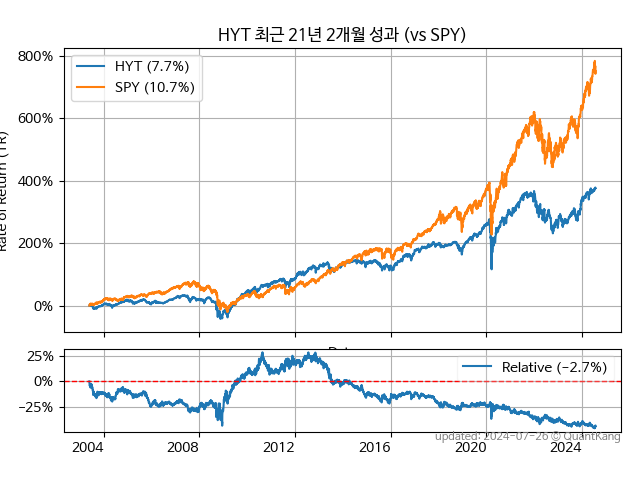 HYT 최근 21년 2개월 성과 (vs SPY)
800%
600%
400%
200%
0%
Rate of Return (TR)
HYT (7.7%)
SPY (10.7%)
25%
0%
−25%
Relative (−2.7%)
2004 2008 2012 2016 2020 2024
updated: 2024-07-26 © QuantKang